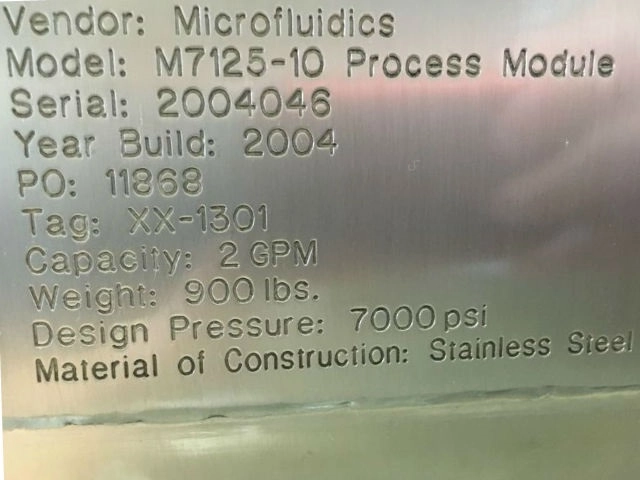 Vendor: Microfluidics
Model: M7125-10 Process Module
Serial: 2004046
Year Build: 2004
PO: 11868
Tag: XX-1301
Capacity: 2 GPM
Weight: 900 lbs.
Design Pressure: 7000 psi
Material of Construction: Stainless Steel